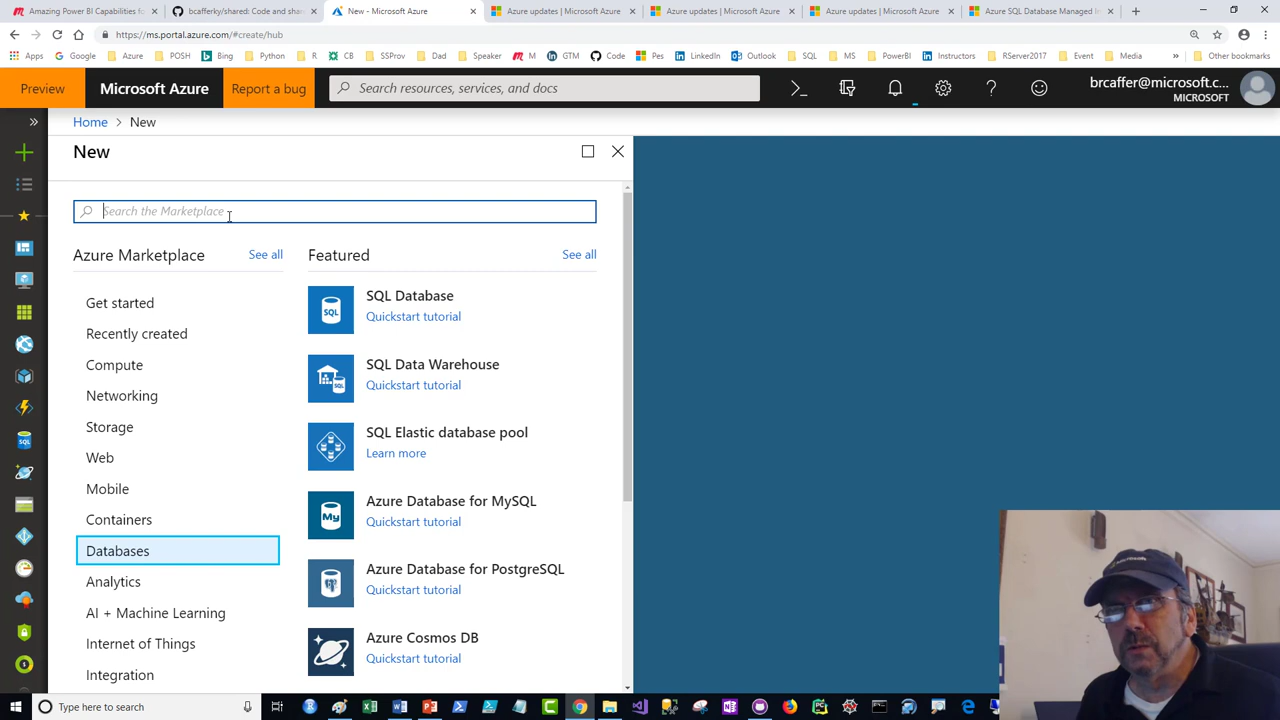 Amazing Power BI Capabilities for
bcafferky/shared: Code and share
New - Microsoft Azure
Azure updates | Microsoft Azure
Azure updates | Microsoft Azure
Azure updates | Microsoft Azure
Azure SQL Database Managed In
https://ms.portal.azure.com/#create/hub
Apps
Google
Azure
POSH
Bing
Python
R
CB
SSProv
Dad
Speaker
M
GTM
Code
Pes
LinkedIn
Outlook
SQL
MS
PowerBI
Instructors
RServer2017
Event
Media
Other bookmarks
Preview
Microsoft Azure
Report a bug
Search resources, services, and docs
brcaffer@microsoft.c...
MICROSOFT
Home > New
New
Search the Marketplace
Azure Marketplace
See all
Get started
Recently created
Compute
Networking
Storage
Web
Mobile
Containers
Databases
Analytics
AI + Machine Learning
Internet of Things
Integration
Featured
See all
SQL Database
Quickstart tutorial
SQL Data Warehouse
Quickstart tutorial
SQL Elastic database pool
Learn more
Azure Database for MySQL
Quickstart tutorial
Azure Database for PostgreSQL
Quickstart tutorial
Azure Cosmos DB
Quickstart tutorial
Type here to search